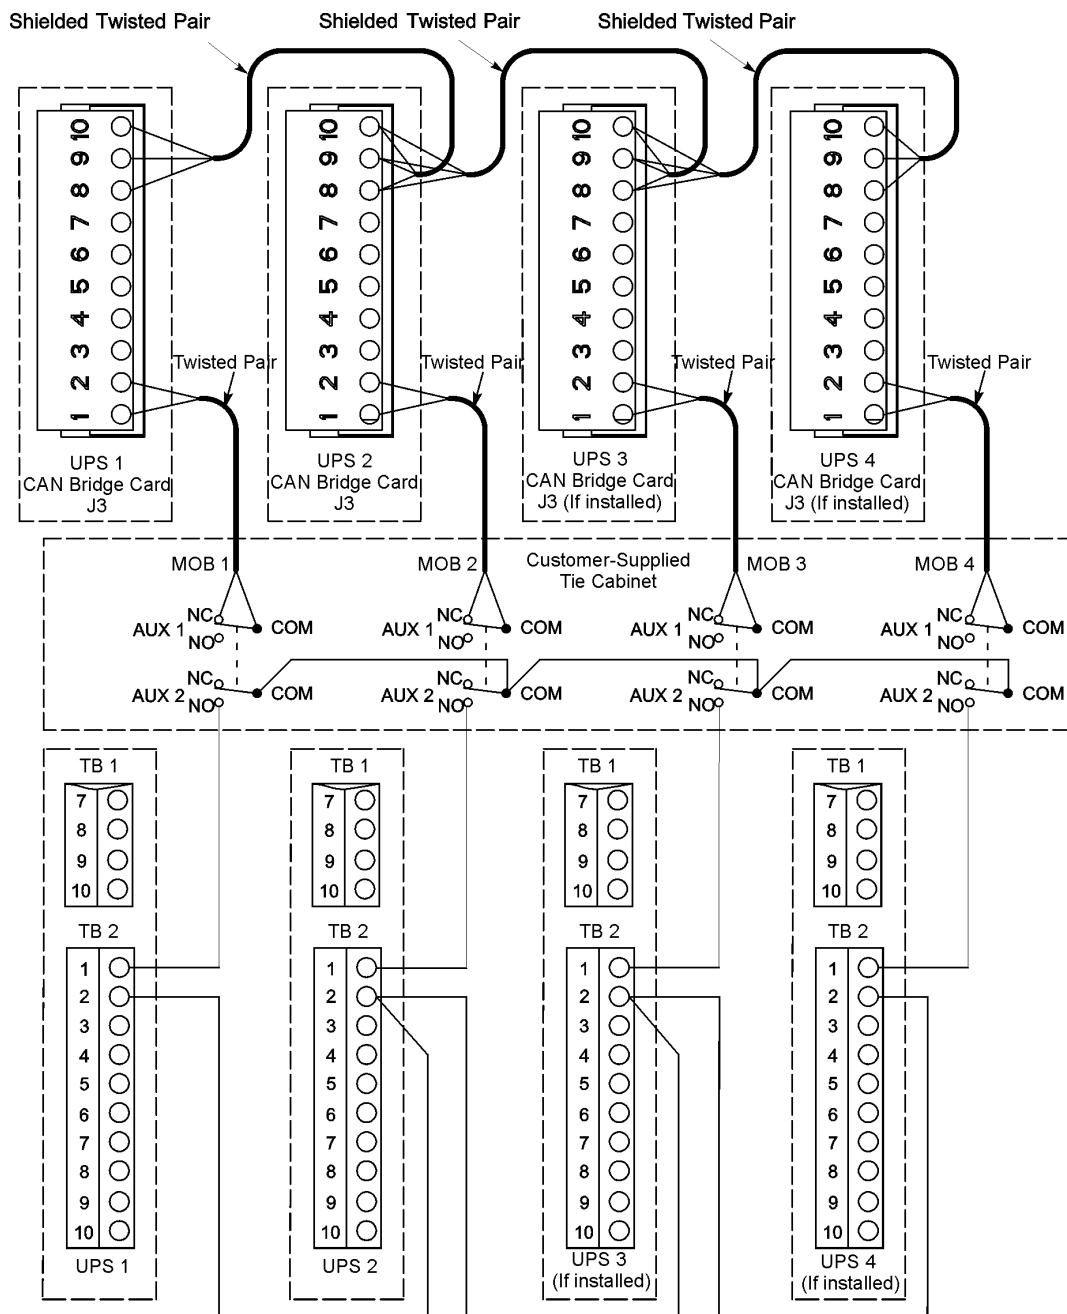 Shielded Twisted Pair
Shielded Twisted Pair
Shielded Twisted Pair
10
9
8
7
6
5
4
3
2
1
Twisted Pair
UPS 1
CAN Bridge Card
J3
10
9
8
7
6
5
4
3
2
1
Twisted Pair
UPS 2
CAN Bridge Card
J3
10
9
8
7
6
5
4
3
2
1
Twisted Pair
UPS 3
CAN Bridge Card
J3 (If installed)
10
9
8
7
6
5
4
3
2
1
Twisted Pair
UPS 4
CAN Bridge Card
J3 (If installed)
Customer-Supplied
Tie Cabinet
MOB 1
NC
AUX 1
COM
NO
NC
AUX 2
COM
NO
MOB 2
NC
AUX 1
COM
NO
NC
AUX 2
COM
NO
MOB 3
NC
AUX 1
COM
NO
NC
AUX 2
COM
NO
MOB 4
NC
AUX 1
COM
NO
NC
AUX 2
COM
NO
TB 1
7
8
9
10
TB 2
1
2
3
4
5
6
7
8
9
10
UPS 1
TB 1
7
8
9
10
TB 2
1
2
3
4
5
6
7
8
9
10
UPS 2
TB 1
7
8
9
10
TB 2
1
2
3
4
5
6
7
8
9
10
UPS 3
(If installed)
TB 1
7
8
9
10
TB 2
1
2
3
4
5
6
7
8
9
10
UPS 4
(If installed)